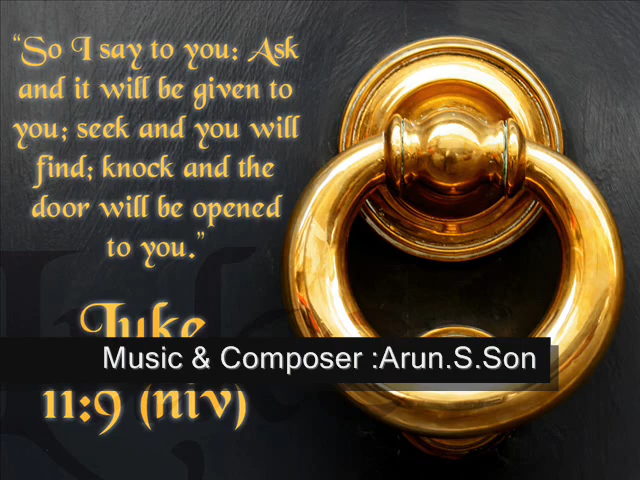 “So I say to you: Ask
and it will be given to
you; seek and you will
find; knock and the
door will be opened
to you.”
Luke
Music & Composer :Arun.S.Son
11:9 (niv)